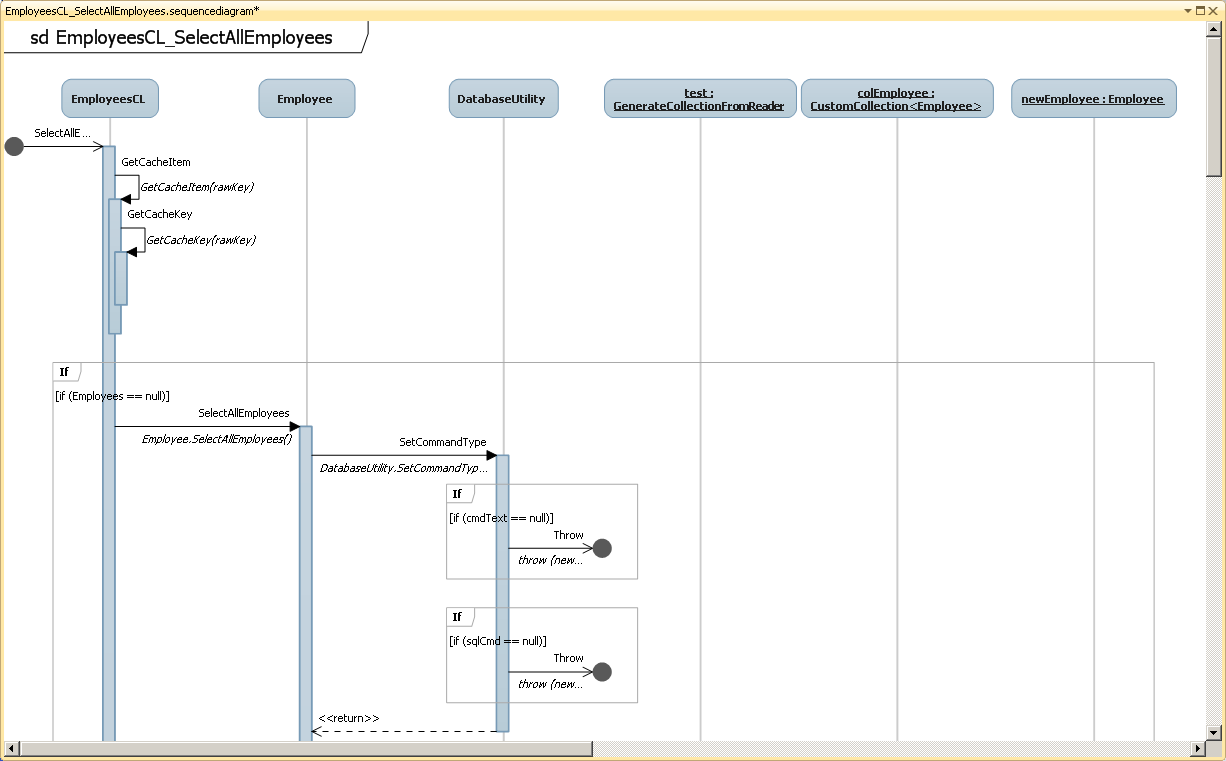 EmployeesCL_SelectAllEmployees.sequencediagram*
sd EmployeesCL_SelectAllEmployees
EmployeesCL
Employee
DatabaseUtility
test :
GenerateCollectionFromReader
colEmployee :
CustomCollection<Employee>
newEmployee : Employee
SelectAllE...
GetCacheItem
GetCacheItem(rawKey)
GetCacheKey
GetCacheKey(rawKey)
If
[if (Employees == null)]
SelectAllEmployees
Employee.SelectAllEmployees()
SetCommandType
DatabaseUtility.SetCommandTyp...
If
[if (cmdText == null)]
Throw
throw (new...
If
[if (sqlCmd == null)]
Throw
throw (new...
<<return>>